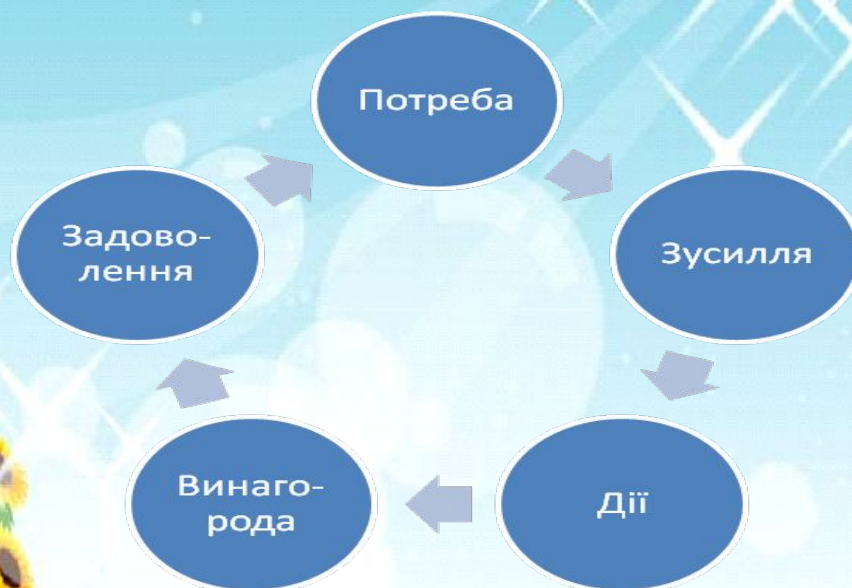 Потреба
Зусилля
Дії
Винаго-
рода
Задово-
лення